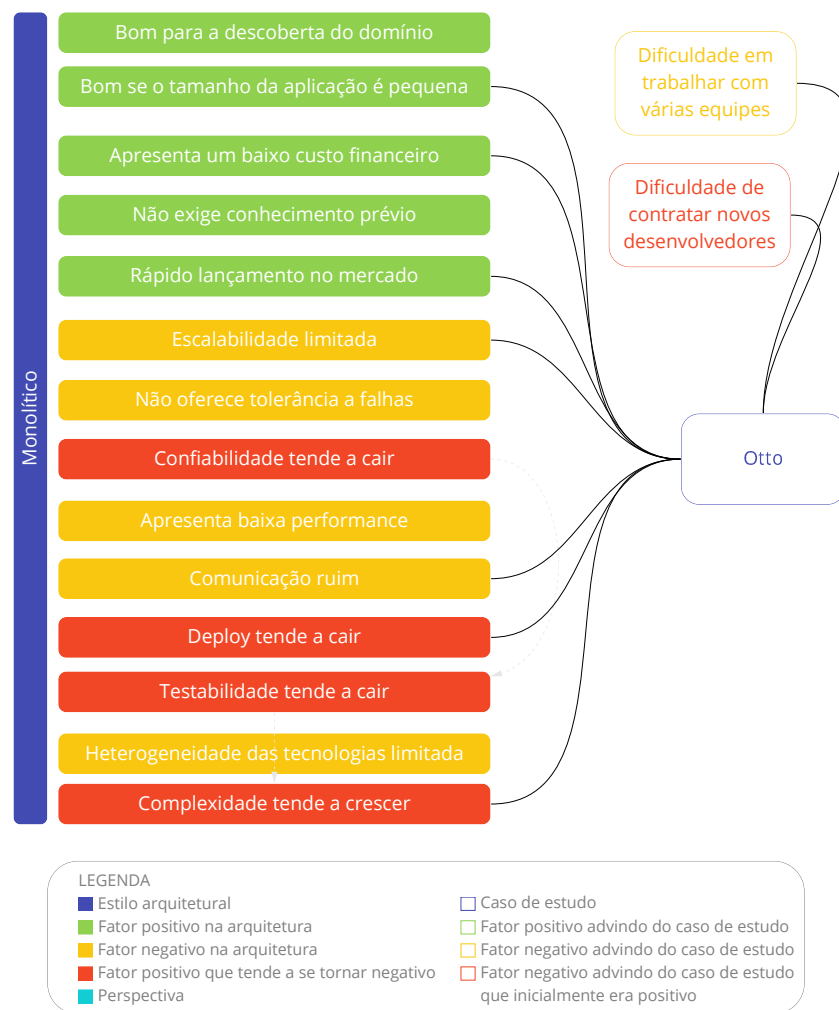 Monolítico
Bom para a descoberta do domínio
Bom se o tamanho da aplicação é pequena
Apresenta um baixo custo financeiro
Não exige conhecimento prévio
Rápido lançamento no mercado
Escalabilidade limitada
Não oferece tolerância a falhas
Confiabilidade tende a cair
Apresenta baixa performance
Comunicação ruim
Deploy tende a cair
Testabilidade tende a cair
Heterogeneidade das tecnologias limitada
Complexidade tende a crescer
Dificuldade em
trabalhar com
várias equipes
Dificuldade de
contratar novos
desenvolvedores
Otto
LEGENDA
Estilo arquitetural
Fator positivo na arquitetura
Fator negativo na arquitetura
Fator positivo que tende a se tornar negativo
Perspectiva
Caso de estudo
Fator positivo advindo do caso de estudo
Fator negativo advindo do caso de estudo
Fator negativo advindo do caso de estudo
que inicialmente era positivo